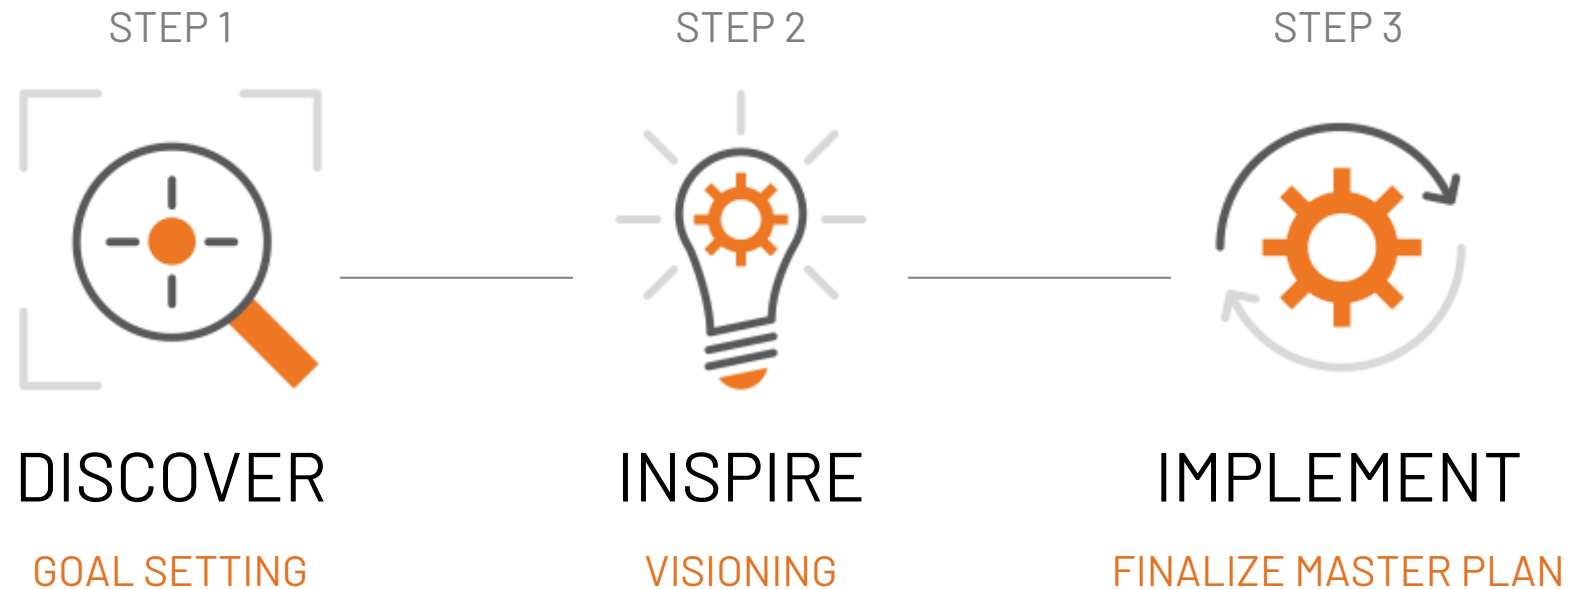 STEP 1
STEP 2
STEP 3
DISCOVER
INSPIRE
IMPLEMENT
GOAL SETTING
VISIONING
FINALIZE MASTER PLAN